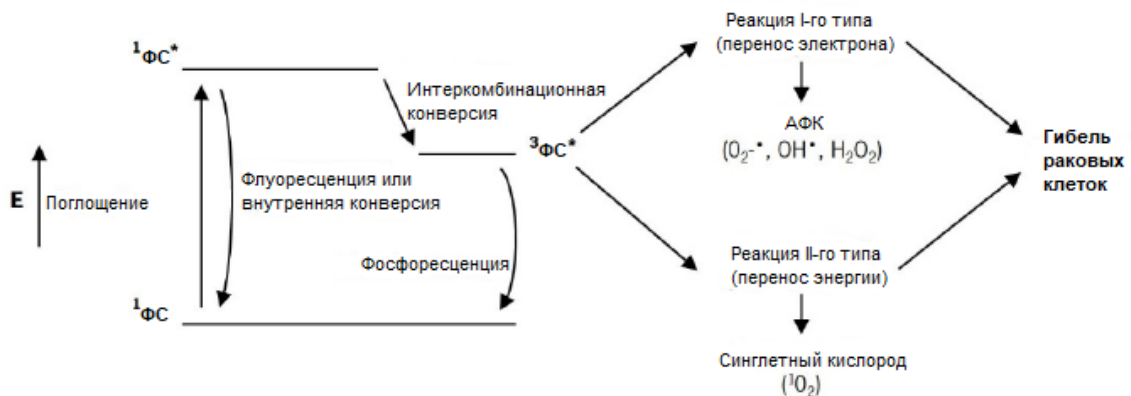 ¹ФС*
Интеркомбинационная
конверсия
³ФС*
E
Поглощение
Флуоресценция или
внутренняя конверсия
Фосфоресценция
¹ФС
Реакция I-го типа
(перенос электрона)
АФК
(O₂-•, OH•, H₂O₂)
Гибель
раковых
клеток
Реакция II-го типа
(перенос энергии)
Синглетный кислород
(¹O₂)